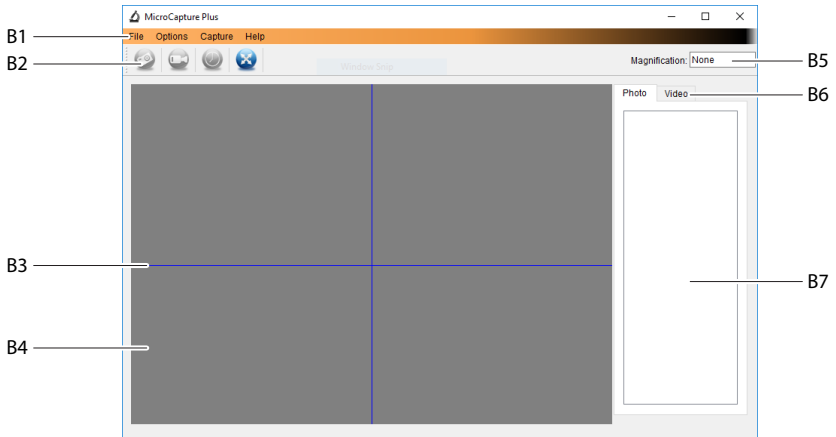 MicroCapture Plus
B1 File Options Capture Help
B2 Window Snip Magnification: None B5
Photo Video B6
B3
B7
B4